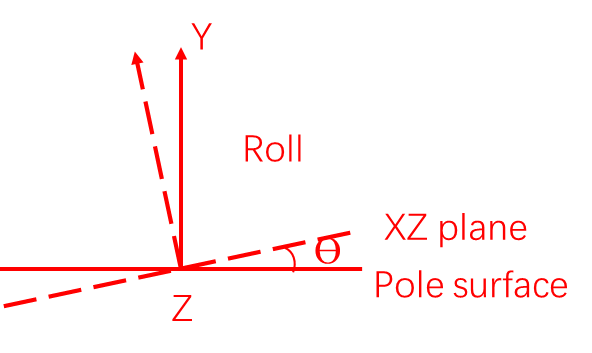 Y
Roll
XZ plane
ϴ
Pole surface
Z